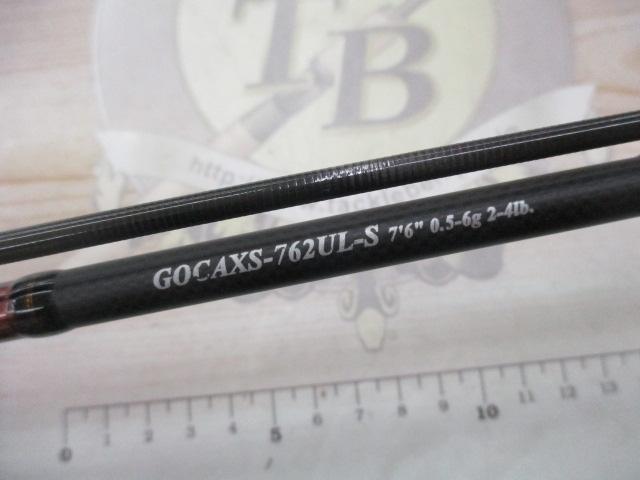 TB
http://
GOCAXS-762UL-S 7'6" 0.5-6g 2-4lb.
0 1 2 3 4 5 6 7 8 9 10 11 12 13